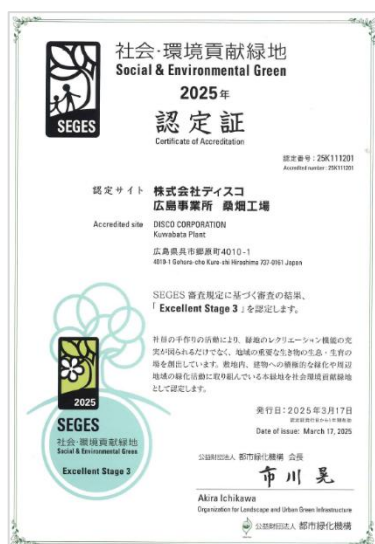 社会・環境貢献緑地
Social & Environmental Green
2025年
認定証
Certificate of Accreditation
SEGES
認定番号：25K111201
Accredited number : 25K111201
認定サイト 株式会社ディスコ
広島事業所 桑畑工場
Accredited site DISCO CORPORATION
Kuwabata Plant
広島県呉市郷原町4010-1
4010-1 Gohara-cho Kure-shi Hiroshima 737-0161 Japan
SEGES 審査規定に基づく審査の結果、
「Excellent Stage 3」を認定します。
社員の手作りの活動により、緑地のレクリエーション機能の充
実が図られるだけでなく、地域の重要な生き物の生息・生育の
場を創出しています。敷地内、建物への積極的な緑化や周辺
地域の緑化活動に取り組んでいる本緑地を社会環境貢献緑地
として認定します。
2025
SEGES
社会・環境貢献緑地
Social & Environmental Green
Excellent Stage 3
発行日：2025年3月17日
Date of issue: March 17, 2025
公益財団法人 都市緑化機構 会長
市川晃
Akira Ichikawa
Organization for Landscape and Urban Green Infrastructure
公益財団法人 都市緑化機構